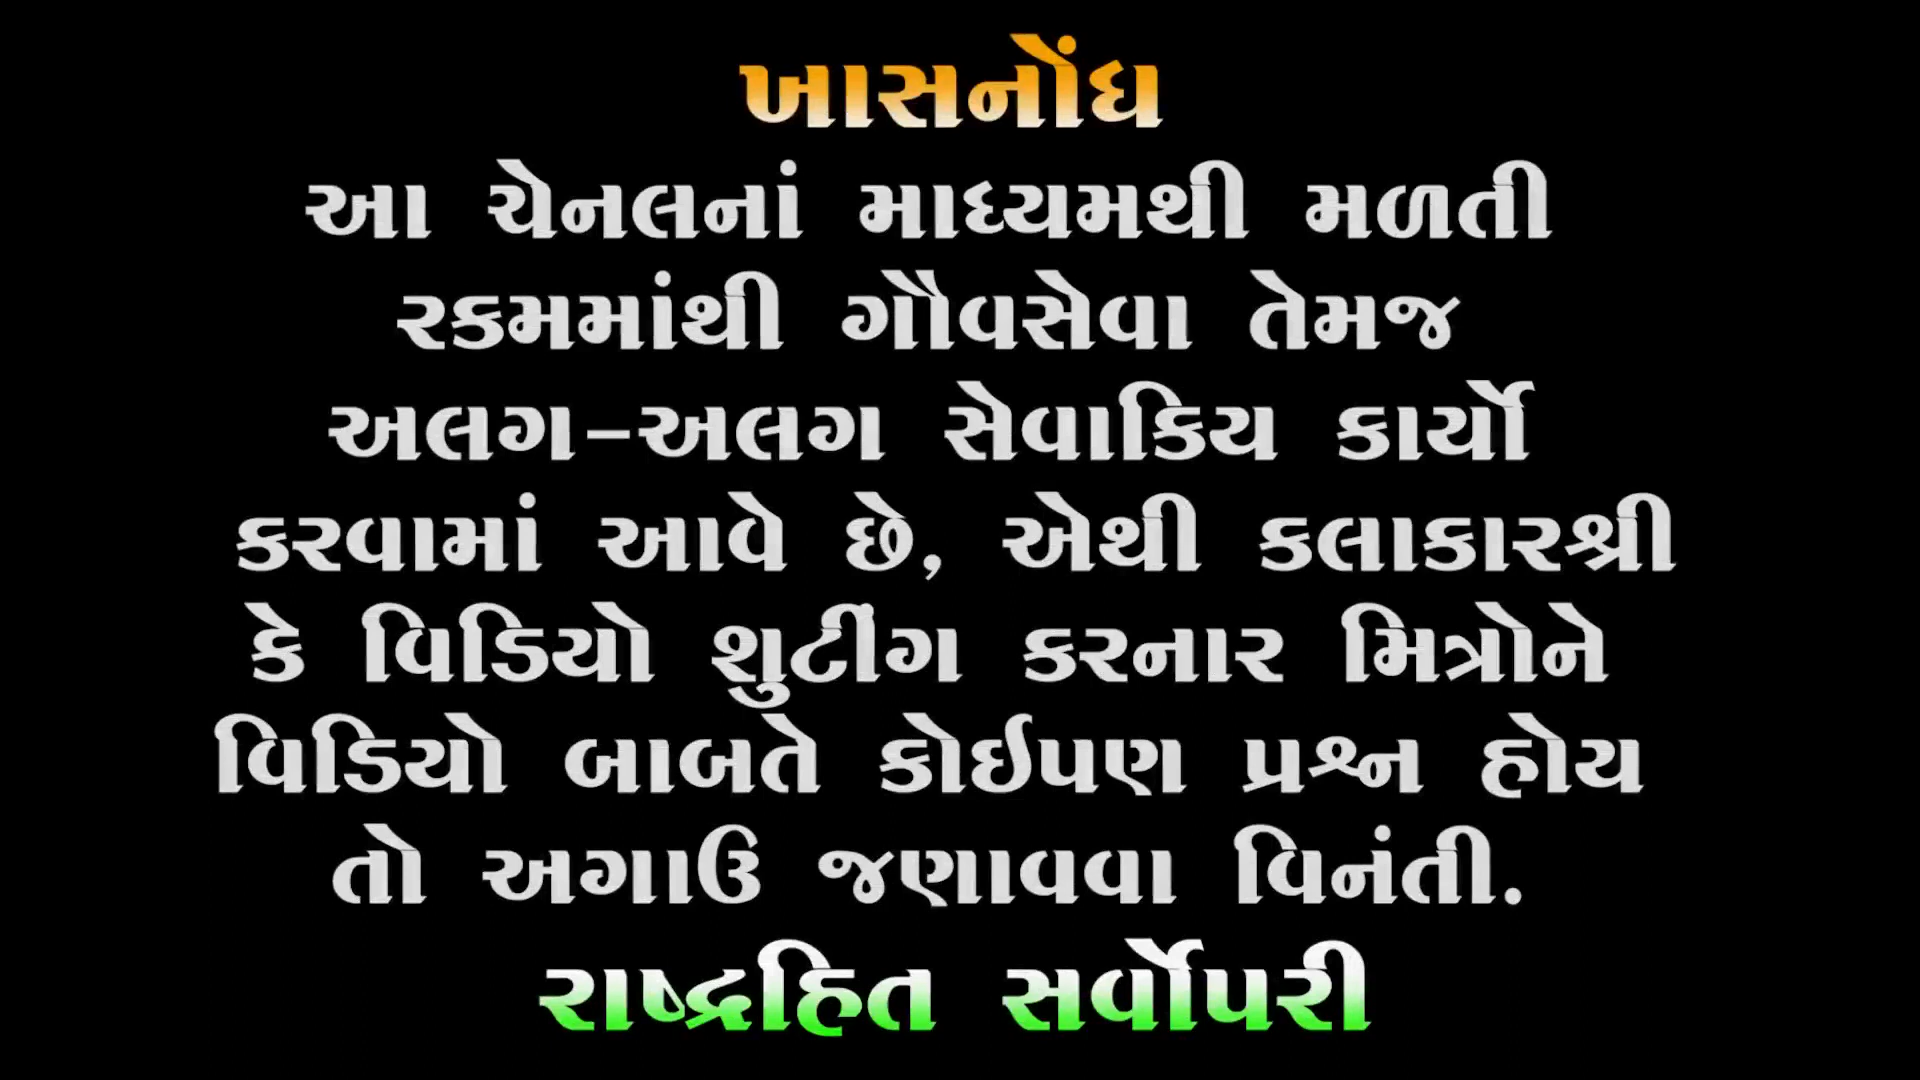 ખાસનોંધ
આ ચેનલનાં માધ્યમથી મળતી
રકમમાંથી ગૌવસેવા તેમજ
અલગ-અલગ સેવાકિય કાર્યો
કરવામાં આવે છે, એથી કલાકારશ્રી
કે વિડિયો શુટીંગ કરનાર મિત્રોને
વિડિયો બાબતે કોઈપણ પ્રશ્ન હોય
તો અગાઉ જણાવવા વિનંતી.
રાષ્ટ્રહિત સર્વોપરી